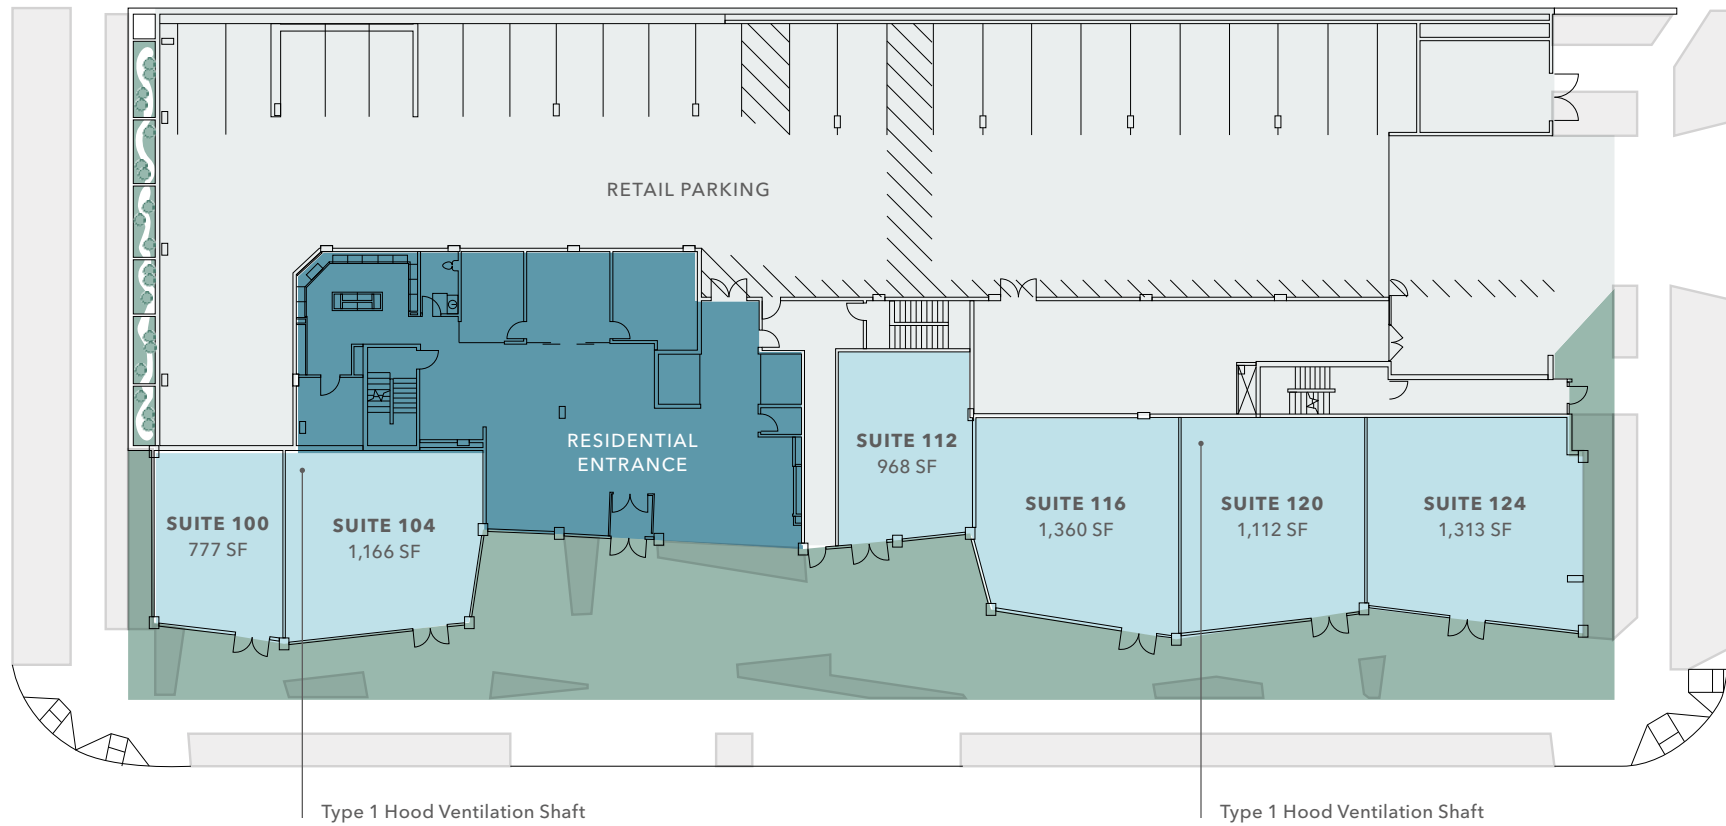 RETAIL PARKING
RESIDENTIAL
ENTRANCE
SUITE 112
968 SF
SUITE 100
777 SF
SUITE 104
1,166 SF
SUITE 116
1,360 SF
SUITE 120
1,112 SF
SUITE 124
1,313 SF
Type 1 Hood Ventilation Shaft
Type 1 Hood Ventilation Shaft